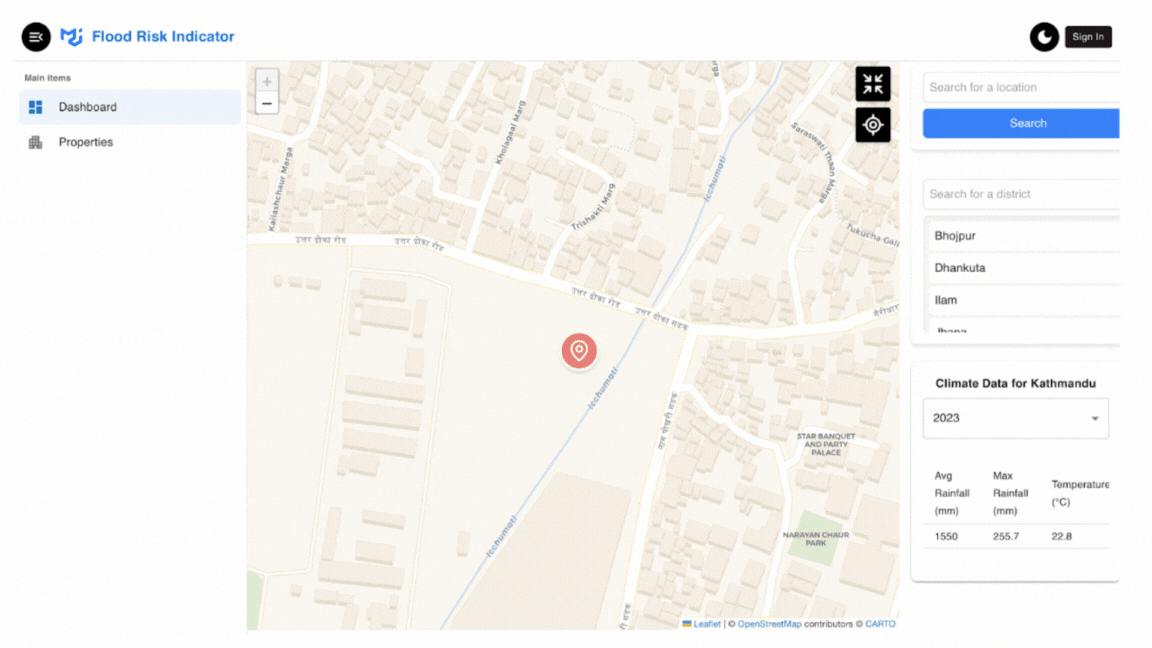 Flood Risk Indicator
Sign In
Main Items
Dashboard
Properties
+
−
Kailashchaur Marga
Kholagaal Marg
Trishakti Marg
Icchumati
Saraswati Thaan Marga
Tukucha Gall
उत्तर ढोका रोड
उत्तर ढोका रोड
उत्तर ढोका रोड
उत्तर ढोका सडक
Icchumati
Icchumati
STAR BANQUET
AND PARTY
PALACE
NARAYAN CHAUR
PARK
Leaflet | © OpenStreetMap contributors © CARTO
Search for a location
Search
Search for a district
Bhojpur
Dhankuta
Ilam
Jhapa
Climate Data for Kathmandu
2023
Avg
Rainfall
(mm)
Max
Rainfall
(mm)
Temperature
(°C)
1550
255.7
22.8